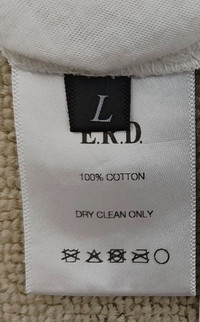 L
E.R.D.
100% COTTON
DRY CLEAN ONLY